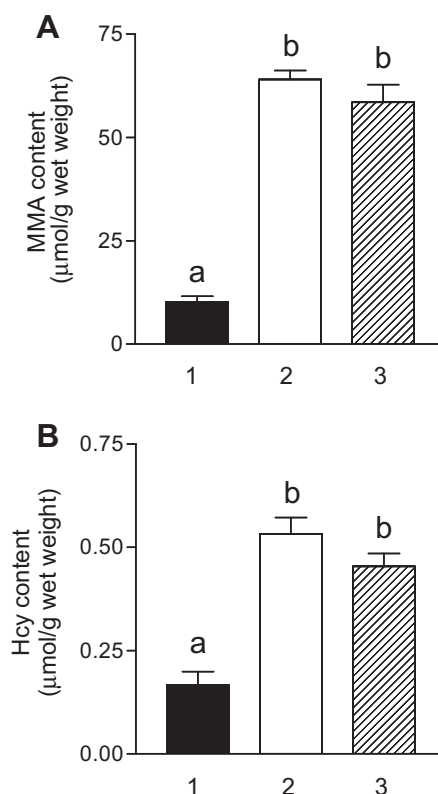 A
MMA content
(μmol/g wet weight)
75
50
25
0
a
b
b
1 2 3
B
Hcy content
(μmol/g wet weight)
0.75
0.50
0.25
0.00
a
b
b
1 2 3